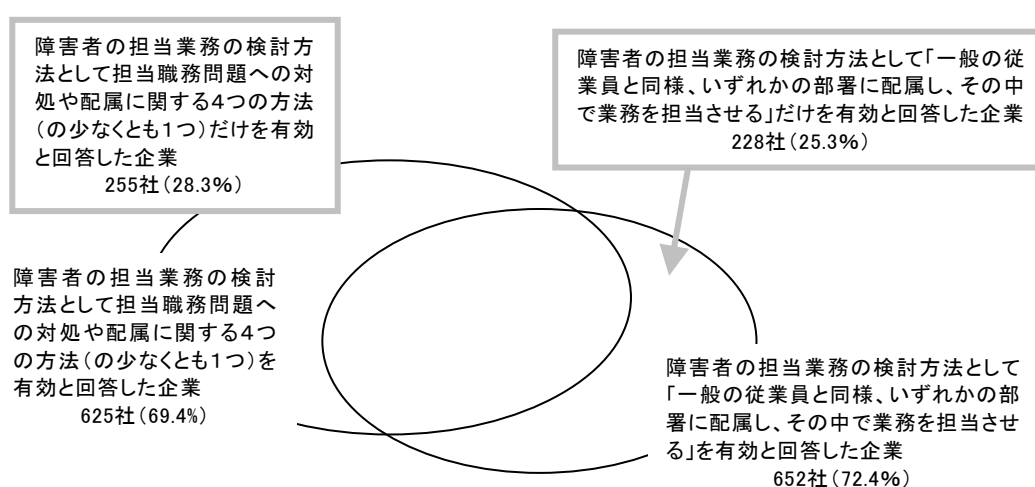 障害者の担当業務の検討方
法として担当職務問題への対
処や配属に関する4つの方法
(の少なくとも1つ)だけを有効
と回答した企業
255社(28.3%)
障害者の担当業務の検討方法として「一般の従
業員と同様、いずれかの部署に配属し、その中
で業務を担当させる」だけを有効と回答した企業
228社(25.3%)
障害者の担当業務の検討
方法として担当職務問題へ
の対処や配属に関する4つ
の方法(の少なくとも1つ)を
有効と回答した企業
625社(69.4%)
障害者の担当業務の検討方法として
「一般の従業員と同様、いずれかの部
署に配属し、その中で業務を担当させ
る」を有効と回答した企業
652社(72.4%)